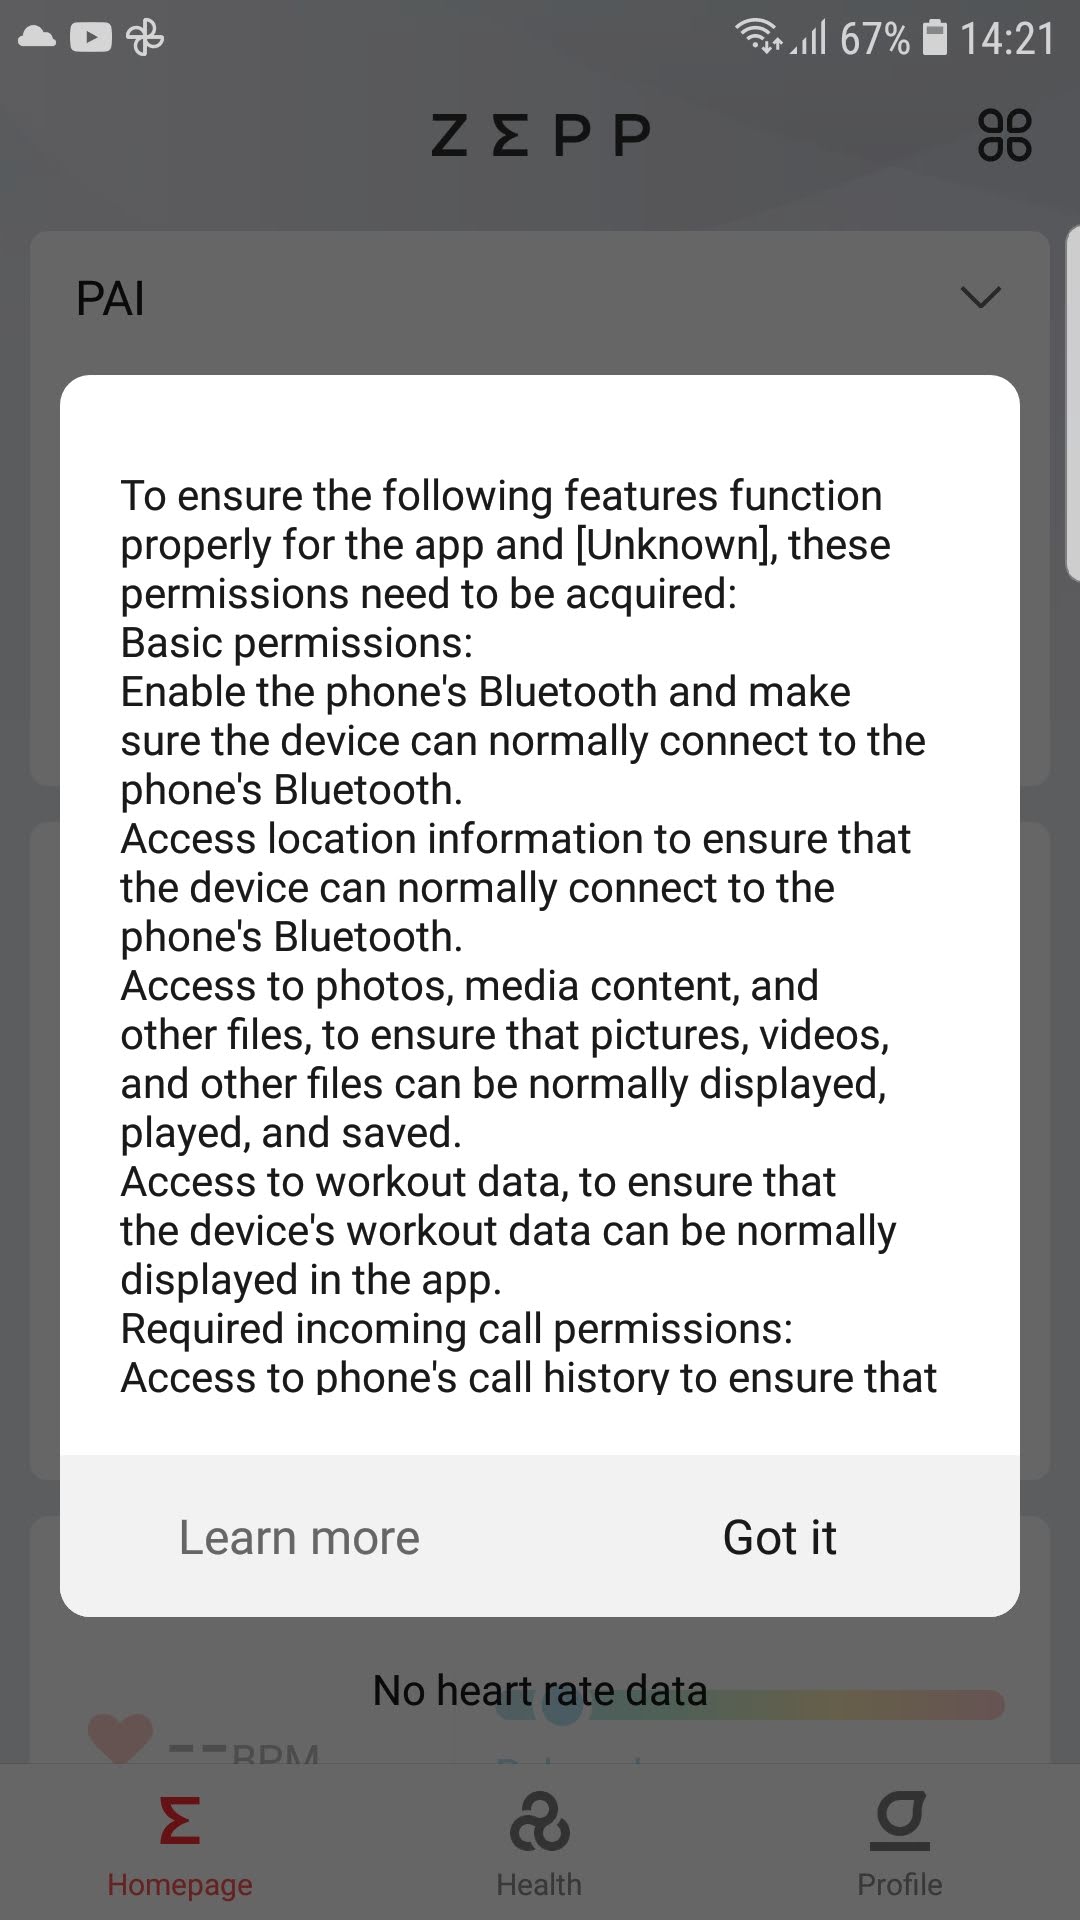 67% 14:21
ZΣPP
PAI
To ensure the following features function
properly for the app and [Unknown], these
permissions need to be acquired:
Basic permissions:
Enable the phone's Bluetooth and make
sure the device can normally connect to the
phone's Bluetooth.
Access location information to ensure that
the device can normally connect to the
phone's Bluetooth.
Access to photos, media content, and
other files, to ensure that pictures, videos,
and other files can be normally displayed,
played, and saved.
Access to workout data, to ensure that
the device's workout data can be normally
displayed in the app.
Required incoming call permissions:
Access to phone's call history to ensure that
Learn more Got it
No heart rate data
--BPM
Homepage Health Profile